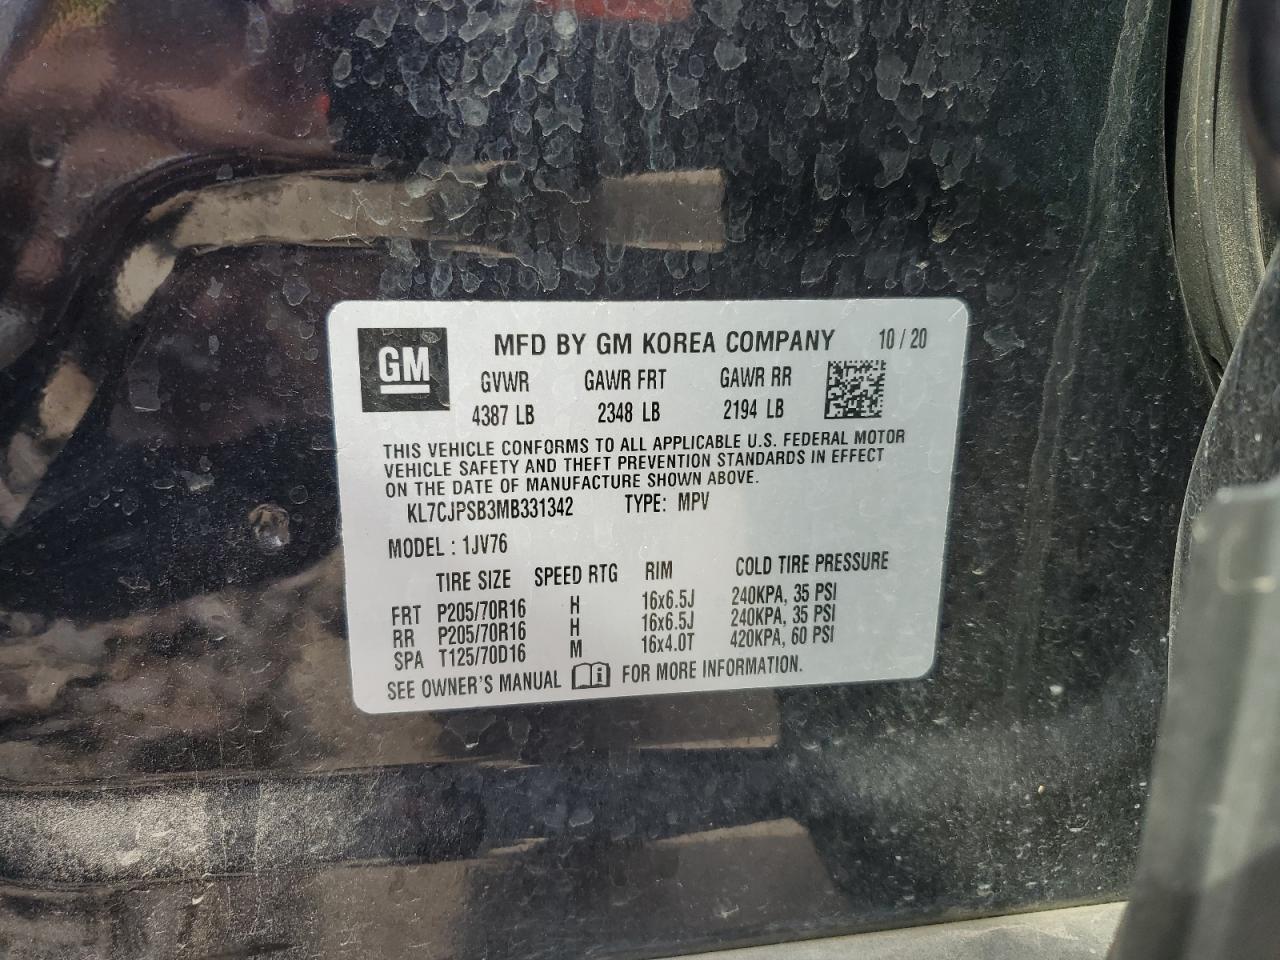 GM
MFD BY GM KOREA COMPANY 10/20
GVWR GAWR FRT GAWR RR
4387 LB 2348 LB 2194 LB
THIS VEHICLE CONFORMS TO ALL APPLICABLE U.S. FEDERAL MOTOR
VEHICLE SAFETY AND THEFT PREVENTION STANDARDS IN EFFECT
ON THE DATE OF MANUFACTURE SHOWN ABOVE.
KL7CJPSB3MB331342 TYPE: MPV
MODEL : 1JV76
TIRE SIZE SPEED RTG RIM COLD TIRE PRESSURE
FRT P205/70R16 H 16x6.5J 240KPA, 35 PSI
RR P205/70R16 H 16x6.5J 240KPA, 35 PSI
SPA T125/70D16 M 16x4.0T 420KPA, 60 PSI
SEE OWNER'S MANUAL i FOR MORE INFORMATION.